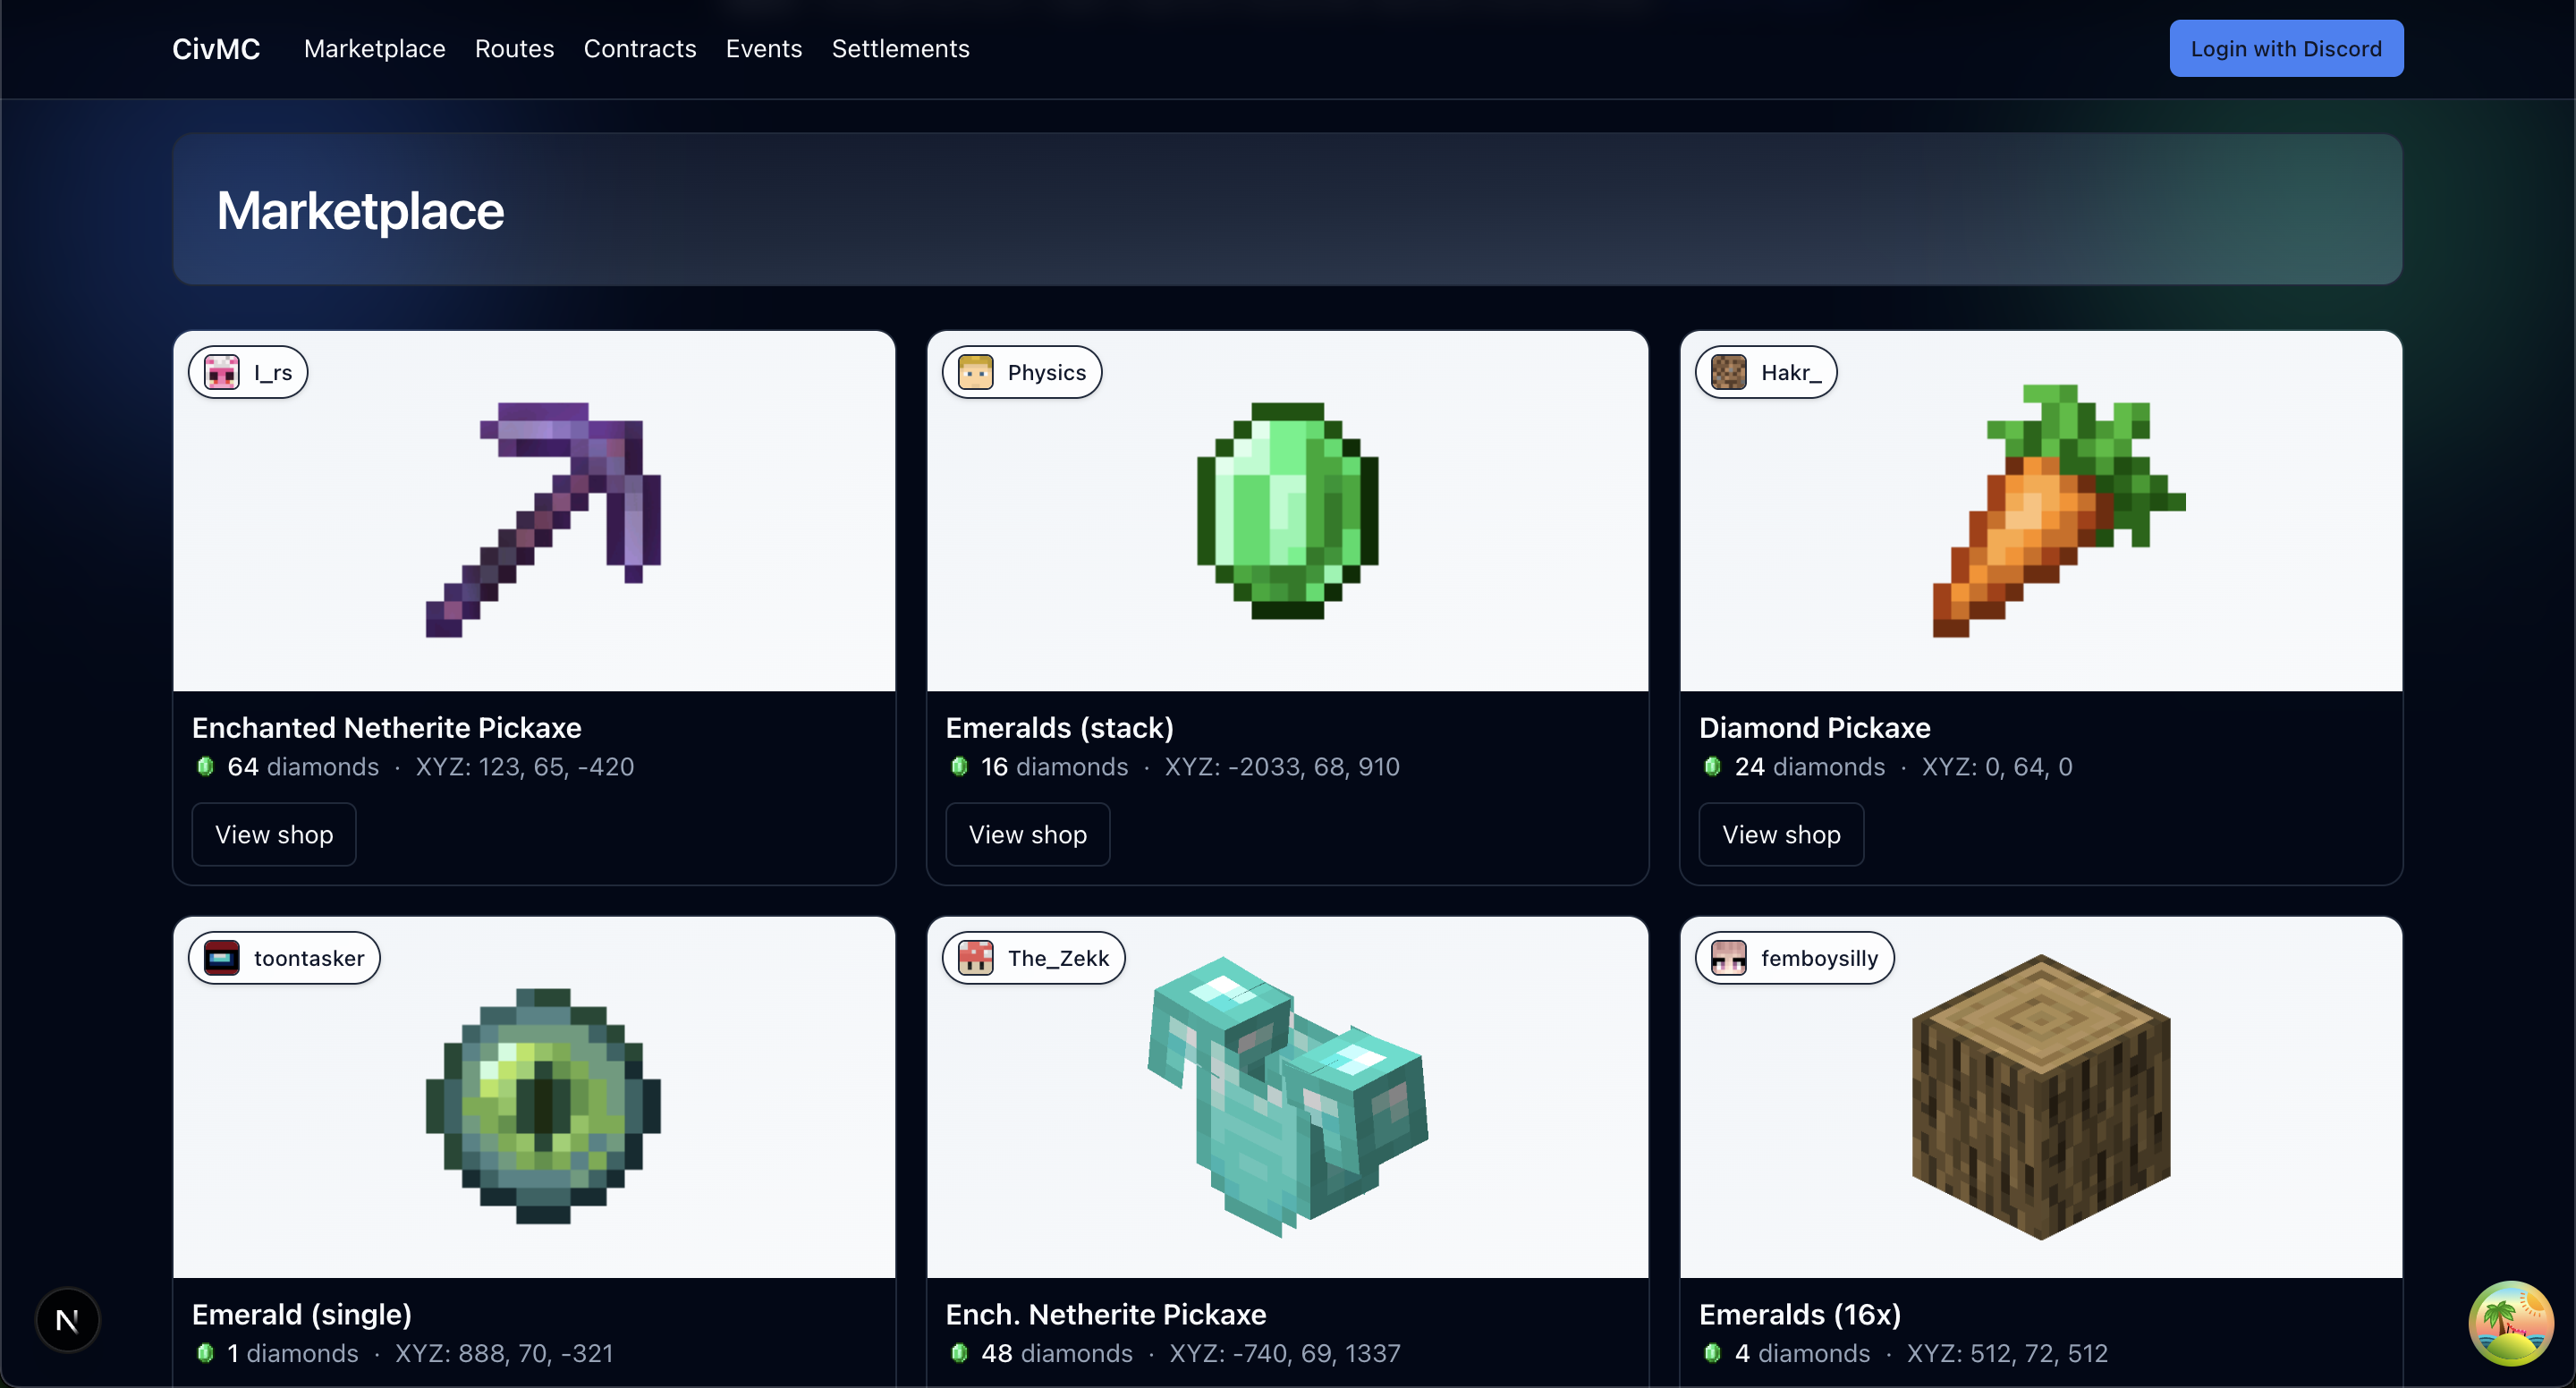 CivMC Marketplace Routes Contracts Events Settlements Login with Discord
Marketplace
I_rs
Physics
Hakr_
Enchanted Netherite Pickaxe
64 diamonds · XYZ: 123, 65, -420
View shop
Emeralds (stack)
16 diamonds · XYZ: -2033, 68, 910
View shop
Diamond Pickaxe
24 diamonds · XYZ: 0, 64, 0
View shop
toontasker
The_Zekk
femboysilly
Emerald (single)
1 diamonds · XYZ: 888, 70, -321
Ench. Netherite Pickaxe
48 diamonds · XYZ: -740, 69, 1337
Emeralds (16x)
4 diamonds · XYZ: 512, 72, 512
N